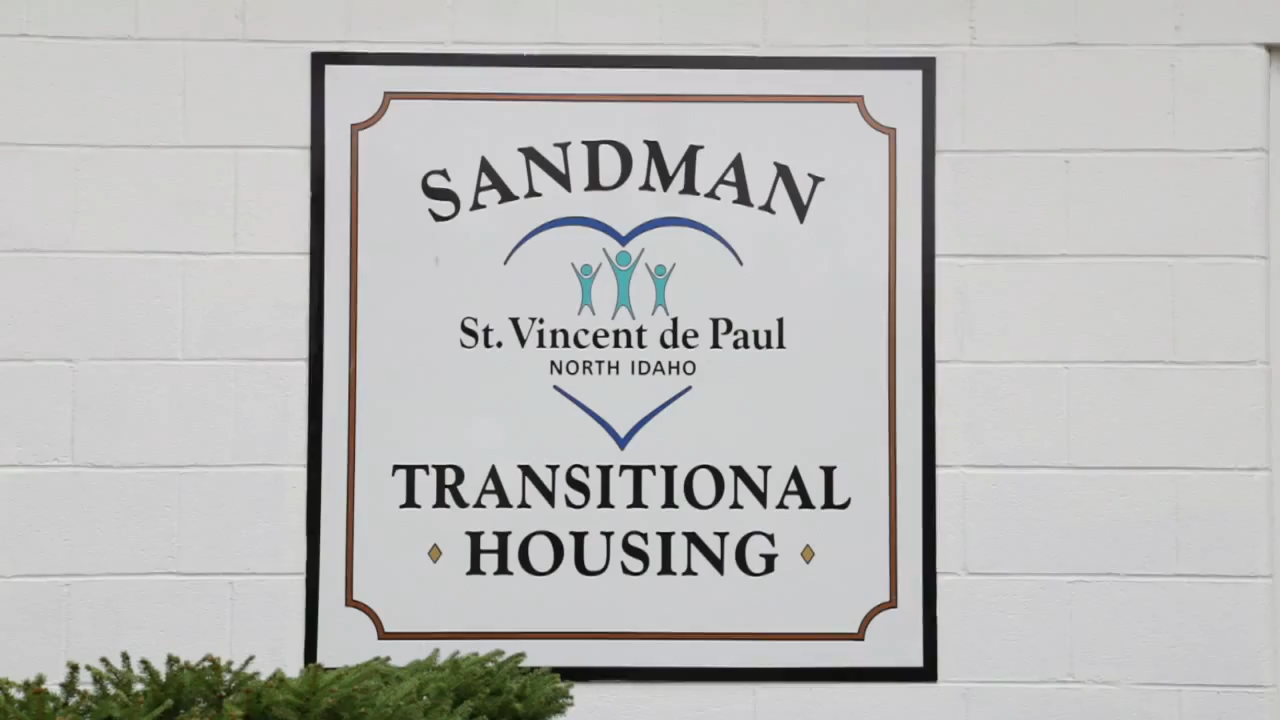 SANDMAN
St. Vincent de Paul
NORTH IDAHO
TRANSITIONAL
HOUSING